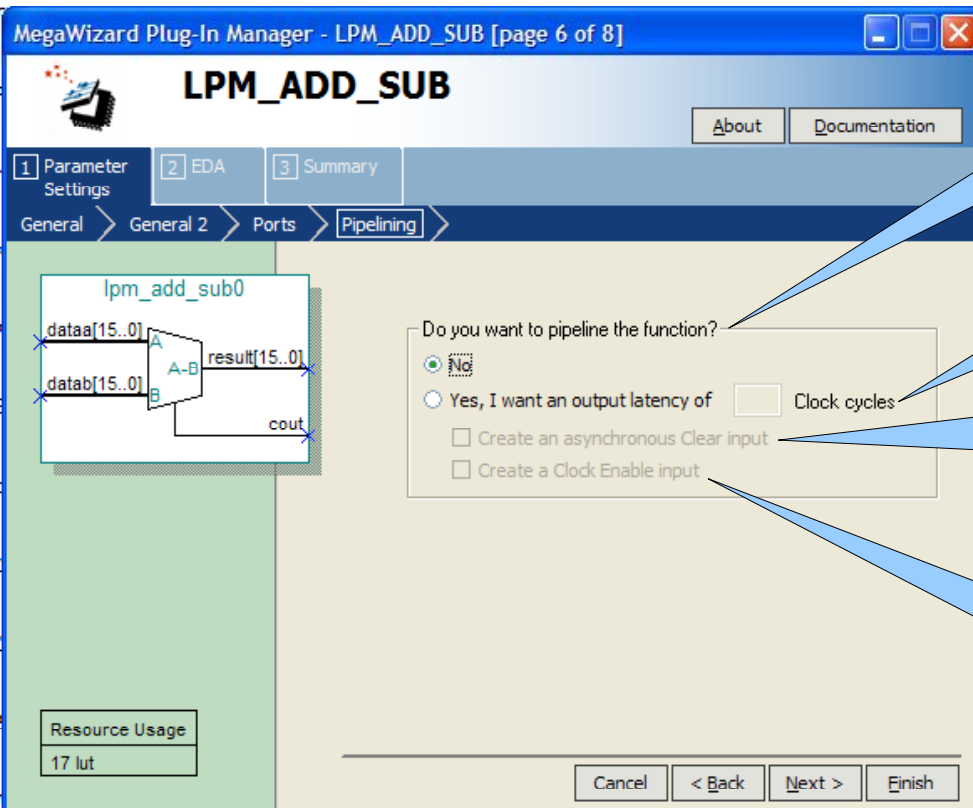 MegaWizard Plug-In Manager - LPM_ADD_SUB [page 6 of 8]
LPM_ADD_SUB
About
Documentation
1 Parameter Settings
2 EDA
3 Summary
General
General 2
Ports
Pipelining
lpm_add_sub0
dataa[15..0]
A
A-B
result[15..0]
datab[15..0]
B
cout
Do you want to pipeline the function?
No
Yes, I want an output latency of
Clock cycles
Create an asynchronous Clear input
Create a Clock Enable input
Resource Usage
17 lut
Cancel
< Back
Next >
Finish